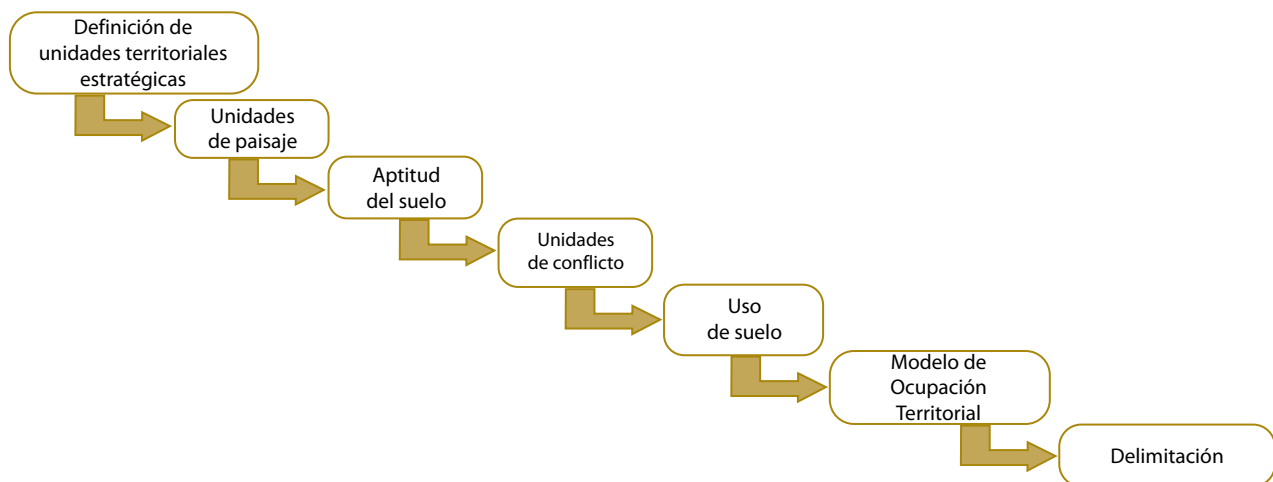 Definición de
unidades territoriales
estratégicas
Unidades
de paisaje
Aptitud
del suelo
Unidades
de conflicto
Uso
de suelo
Modelo de
Ocupación
Territorial
Delimitación